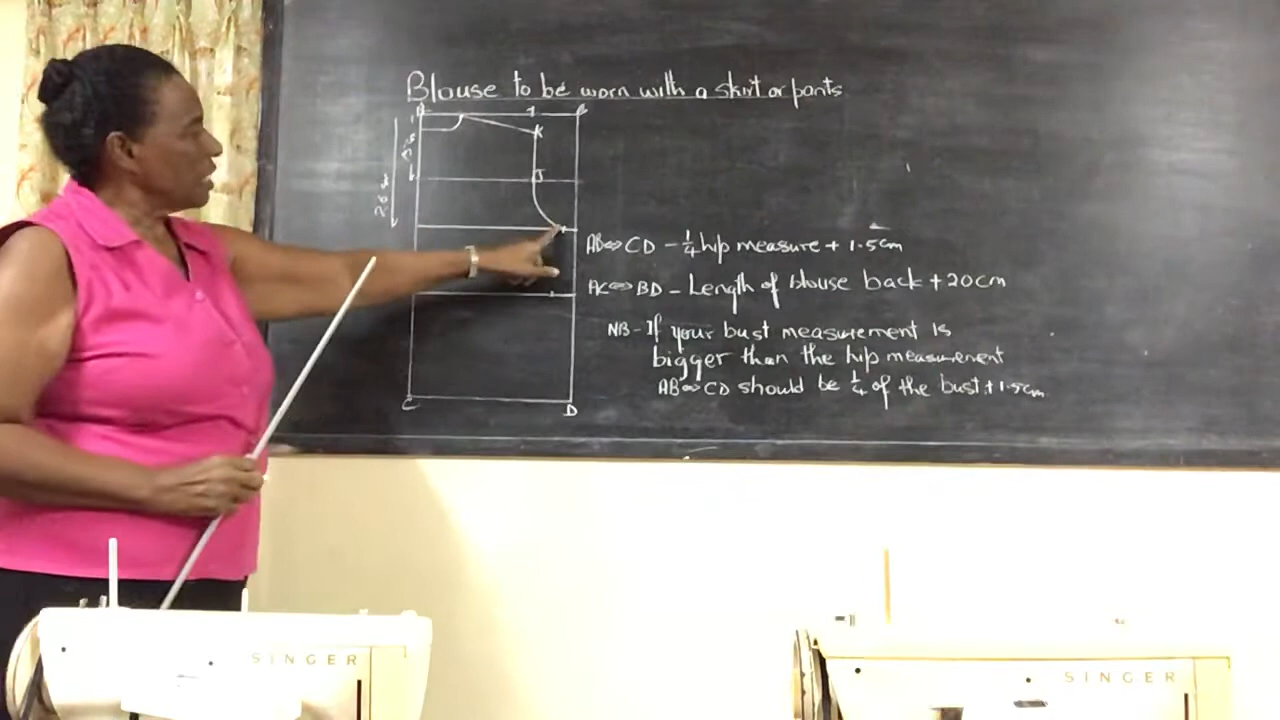 Blouse to be worn with a skirt or pants
B
K
J
AB⇔CD - 1/4 hip measure + 1.5cm
AC⇔BD - Length of blouse back + 20cm
NB - If your bust measurement is
bigger than the hip measurement
AB⇔CD should be 1/4 of the bust + 1.5cm
C
D
SINGER
SINGER